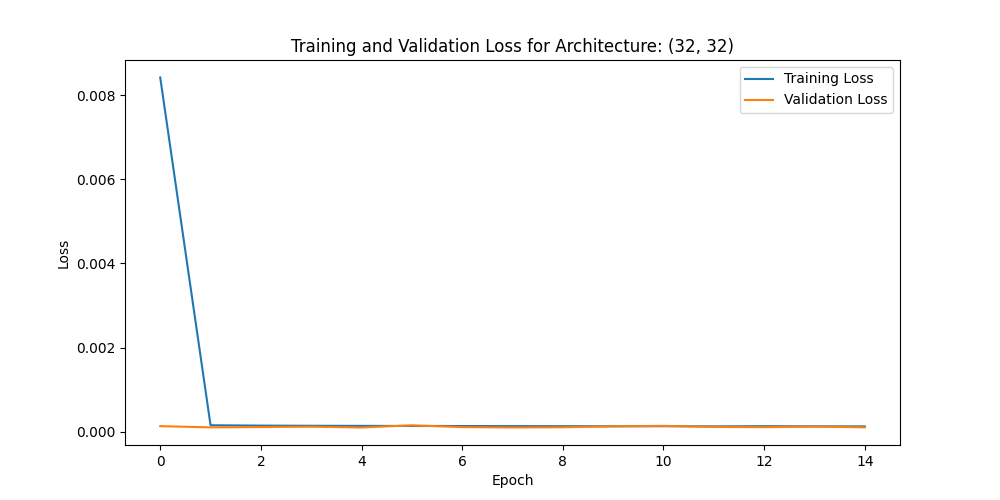 Training and Validation Loss for Architecture: (32, 32)
Training Loss
Validation Loss
0.008
0.006
0.004
0.002
0.000
Loss
0 2 4 6 8 10 12 14
Epoch